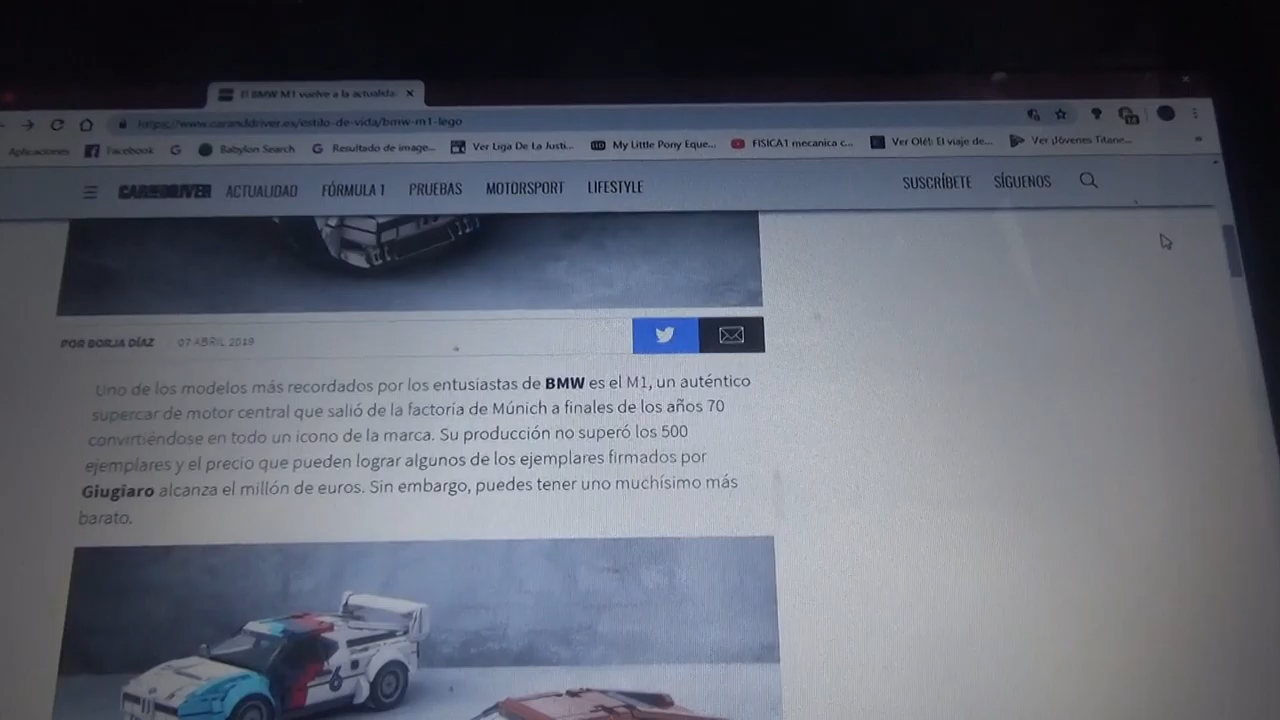 El BMW M1 vuelve a la actualida
https://www.caranddriver.es/estilo-de-vida/bmw-m1-lego
Aplicaciones Facebook Babylon Search Resultado de image... Ver Liga De La Justi... My Little Pony Eque... FISICA1 mecanica c... Ver Olé!: El viaje de... Ver ¡Jóvenes Titane...
CAR AND DRIVER ACTUALIDAD FÓRMULA 1 PRUEBAS MOTORSPORT LIFESTYLE SUSCRÍBETE SÍGUENOS
POR BORJA DÍAZ 07 ABRIL 2019
Uno de los modelos más recordados por los entusiastas de BMW es el M1, un auténtico
supercar de motor central que salió de la factoría de Múnich a finales de los años 70
convirtiéndose en todo un icono de la marca. Su producción no superó los 500
ejemplares y el precio que pueden lograr algunos de los ejemplares firmados por
Giugiaro alcanza el millón de euros. Sin embargo, puedes tener uno muchísimo más
barato.
6